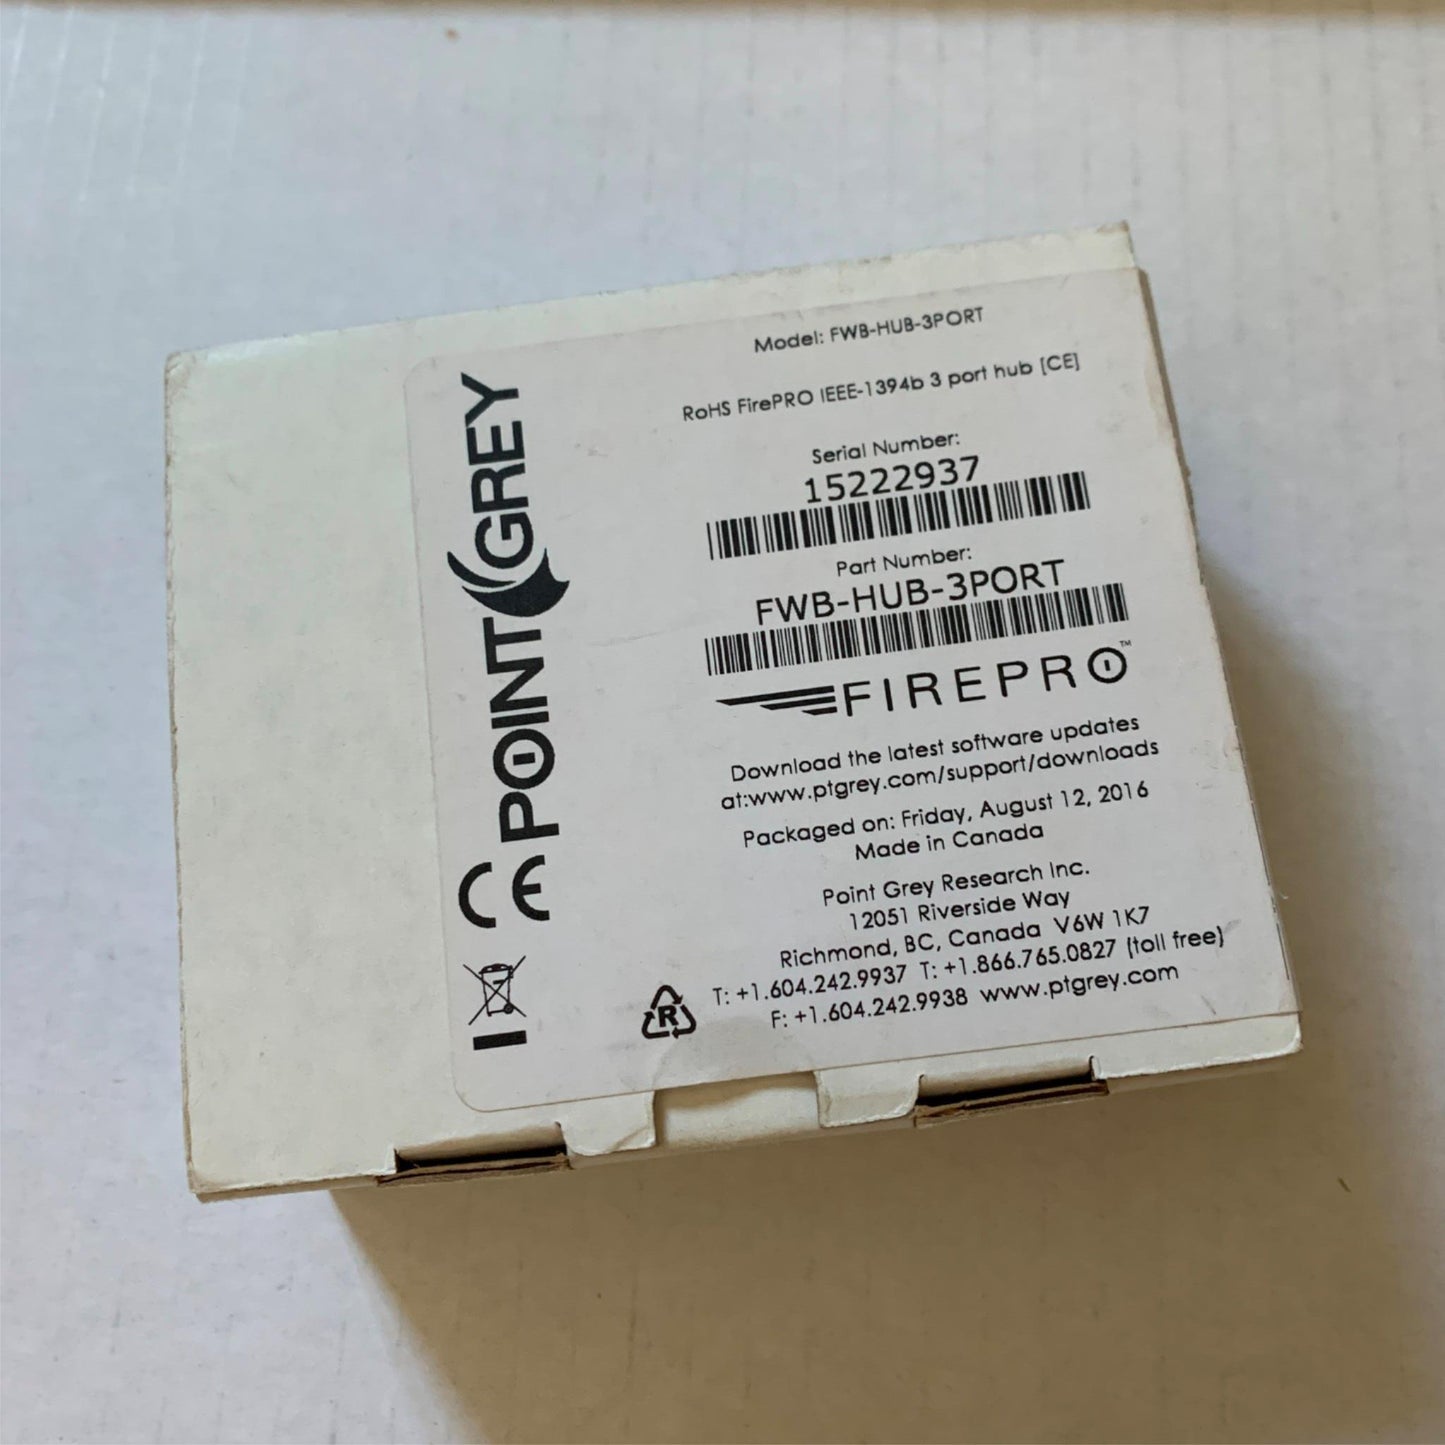 POINT GREY
CE
Model: FWB-HUB-3PORT
RoHS FirePRO IEEE-1394b 3 port hub [CE]
Serial Number:
15222937
Part Number:
FWB-HUB-3PORT
FIREPRO™
Download the latest software updates
at:www.ptgrey.com/support/downloads
Packaged on: Friday, August 12, 2016
Made in Canada
Point Grey Research Inc.
12051 Riverside Way
Richmond, BC, Canada V6W 1K7
T: +1.604.242.9937 T: +1.866.765.0827 (toll free)
F: +1.604.242.9938 www.ptgrey.com
R